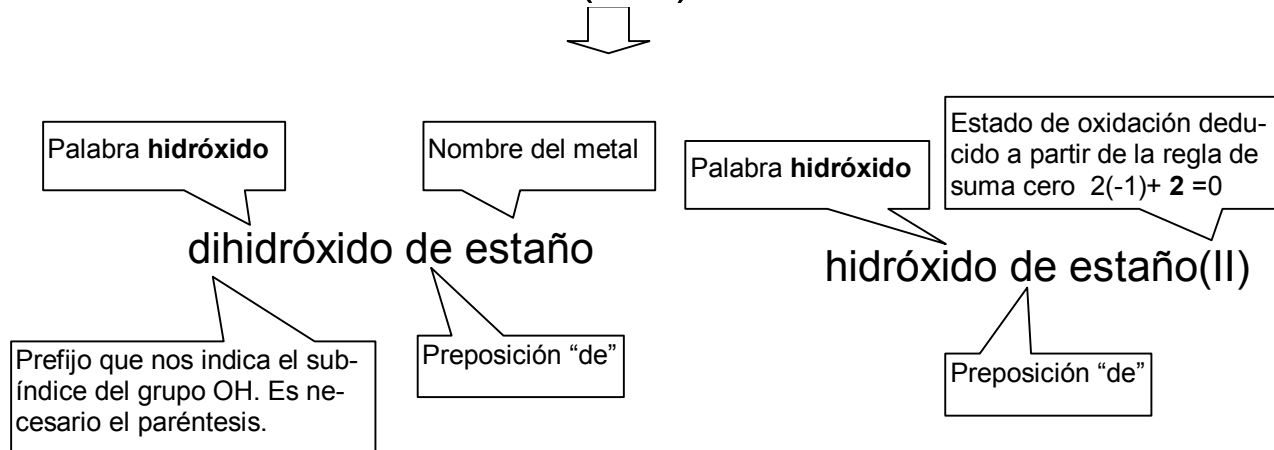 Palabra hidróxido
Nombre del metal
Palabra hidróxido
Estado de oxidación dedu-
cido a partir de la regla de
suma cero 2(-1)+ 2 =0
dihidróxido de estaño
hidróxido de estaño(II)
Prefijo que nos indica el sub-
índice del grupo OH. Es ne-
cesario el paréntesis.
Preposición “de”
Preposición “de”